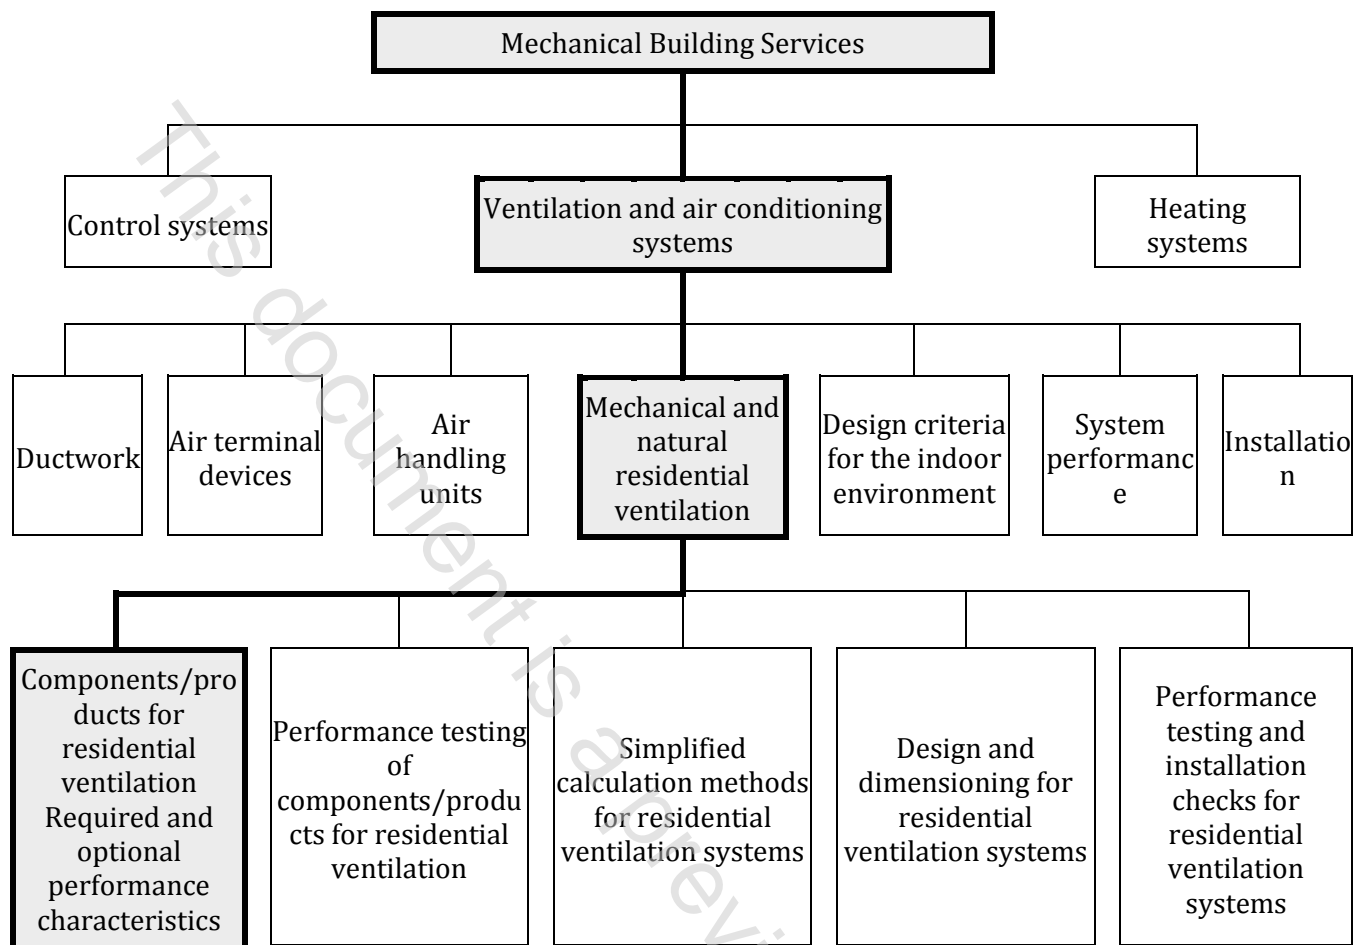 Mechanical Building Services
Control systems
Ventilation and air conditioning
systems
Heating
systems
Ductwork
Air terminal
devices
Air
handling
units
Mechanical and
natural
residential
ventilation
Design criteria
for the indoor
environment
System
performanc
e
Installatio
n
Components/pro
ducts for
residential
ventilation
Required and
optional
performance
characteristics
Performance testing
of
components/produ
cts for residential
ventilation
Simplified
calculation methods
for residential
ventilation systems
Design and
dimensioning for
residential
ventilation systems
Performance
testing and
installation
checks for
residential
ventilation
systems
This document is a previ